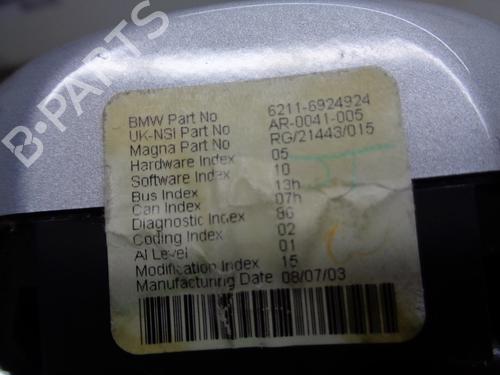 B-PARTS
BMW Part No 6211-6924924
UK-NSI Part No AR-0041-005
Magna Part No RG/21443/015
Hardware Index 05
Software Index 10
Bus Index 13h
Can Index 07h
Diagnostic Index 86
Coding Index 02
AI Level 01
Modification Index 15
Manufacturing Date 08/07/03